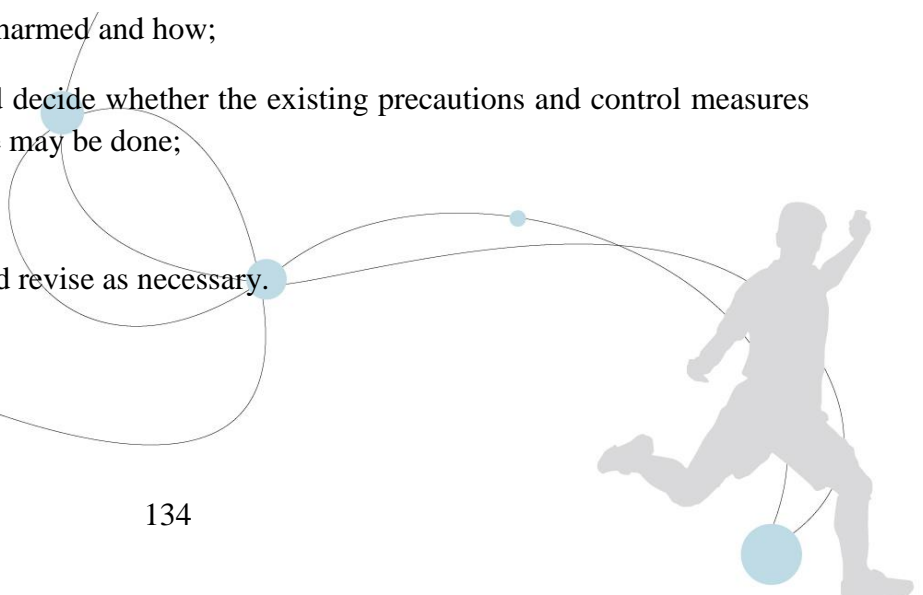 harmed and how;
decide whether the existing precautions and control measures
may be done;
revise as necessary.
134